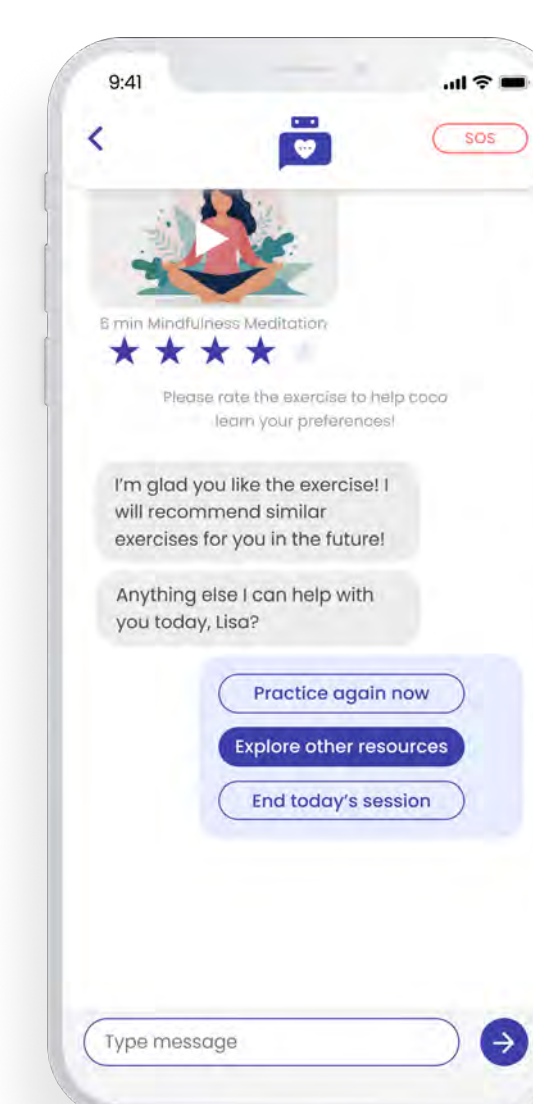 9:41
SOS
6 min Mindfulness Meditation
Please rate the exercise to help coco
learn your preferences!
I'm glad you like the exercise! I
will recommend similar
exercises for you in the future!
Anything else I can help with
you today, Lisa?
Practice again now
Explore other resources
End today's session
Type message